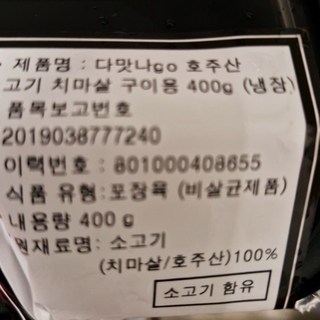 제품명 : 다맛나go 호주산
고기 치마살 구이용 400g (냉장)
품목보고번호
2019038777240
이력번호 : 801000408655
식품 유형:포장육 (비살균제품)
내용량 400 g
원재료명: 소고기
(치마살/호주산)100%
소고기 함유